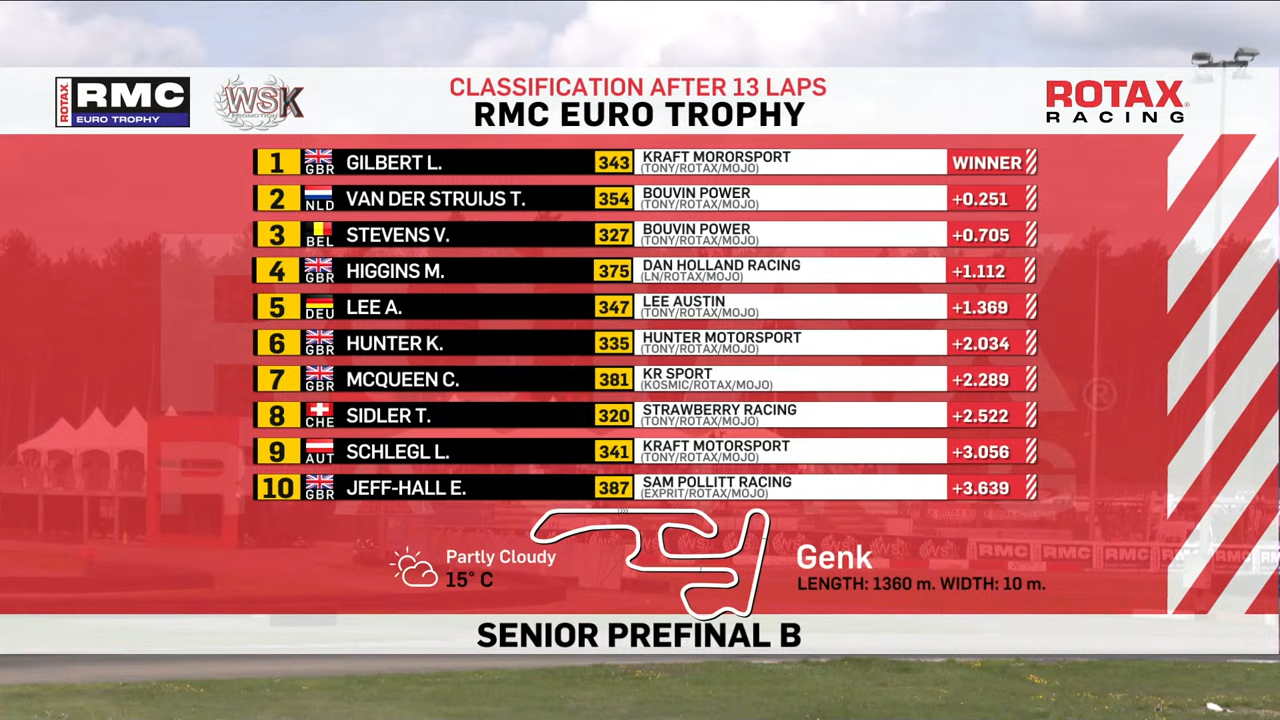 ROTAX RMC EURO TROPHY
WSK PROMOTION
CLASSIFICATION AFTER 13 LAPS
RMC EURO TROPHY
ROTAX RACING
1 GBR GILBERT L. 343 KRAFT MORORSPORT (TONY/ROTAX/MOJO) WINNER
2 NLD VAN DER STRUIJS T. 354 BOUVIN POWER (TONY/ROTAX/MOJO) +0.251
3 BEL STEVENS V. 327 BOUVIN POWER (TONY/ROTAX/MOJO) +0.705
4 GBR HIGGINS M. 375 DAN HOLLAND RACING (LN/ROTAX/MOJO) +1.112
5 DEU LEE A. 347 LEE AUSTIN (TONY/ROTAX/MOJO) +1.369
6 GBR HUNTER K. 335 HUNTER MOTORSPORT (TONY/ROTAX/MOJO) +2.034
7 GBR MCQUEEN C. 381 KR SPORT (KOSMIC/ROTAX/MOJO) +2.289
8 CHE SIDLER T. 320 STRAWBERRY RACING (TONY/ROTAX/MOJO) +2.522
9 AUT SCHLEGL L. 341 KRAFT MOTORSPORT (TONY/ROTAX/MOJO) +3.056
10 GBR JEFF-HALL E. 387 SAM POLLITT RACING (EXPRIT/ROTAX/MOJO) +3.639
Partly Cloudy
15° C
Genk
LENGTH: 1360 m. WIDTH: 10 m.
SENIOR PREFINAL B